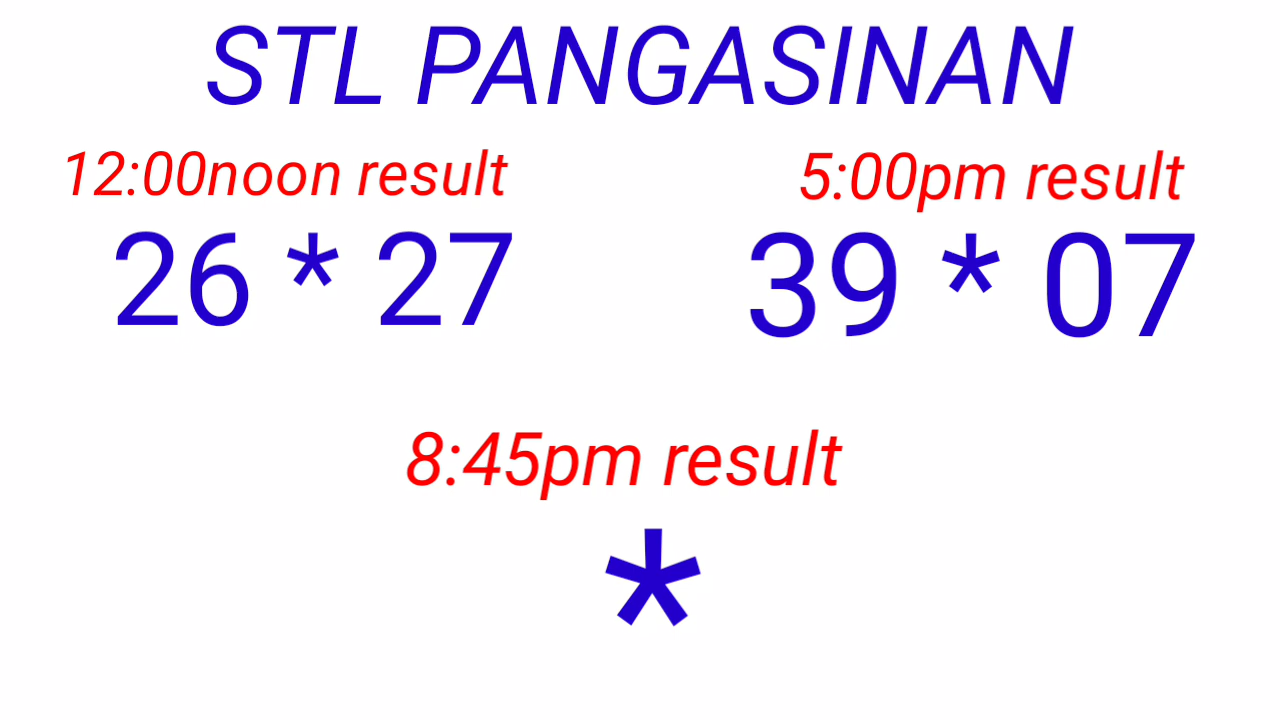 STL PANGASINAN
12:00noon result
26 * 27
5:00pm result
39 * 07
8:45pm result
*